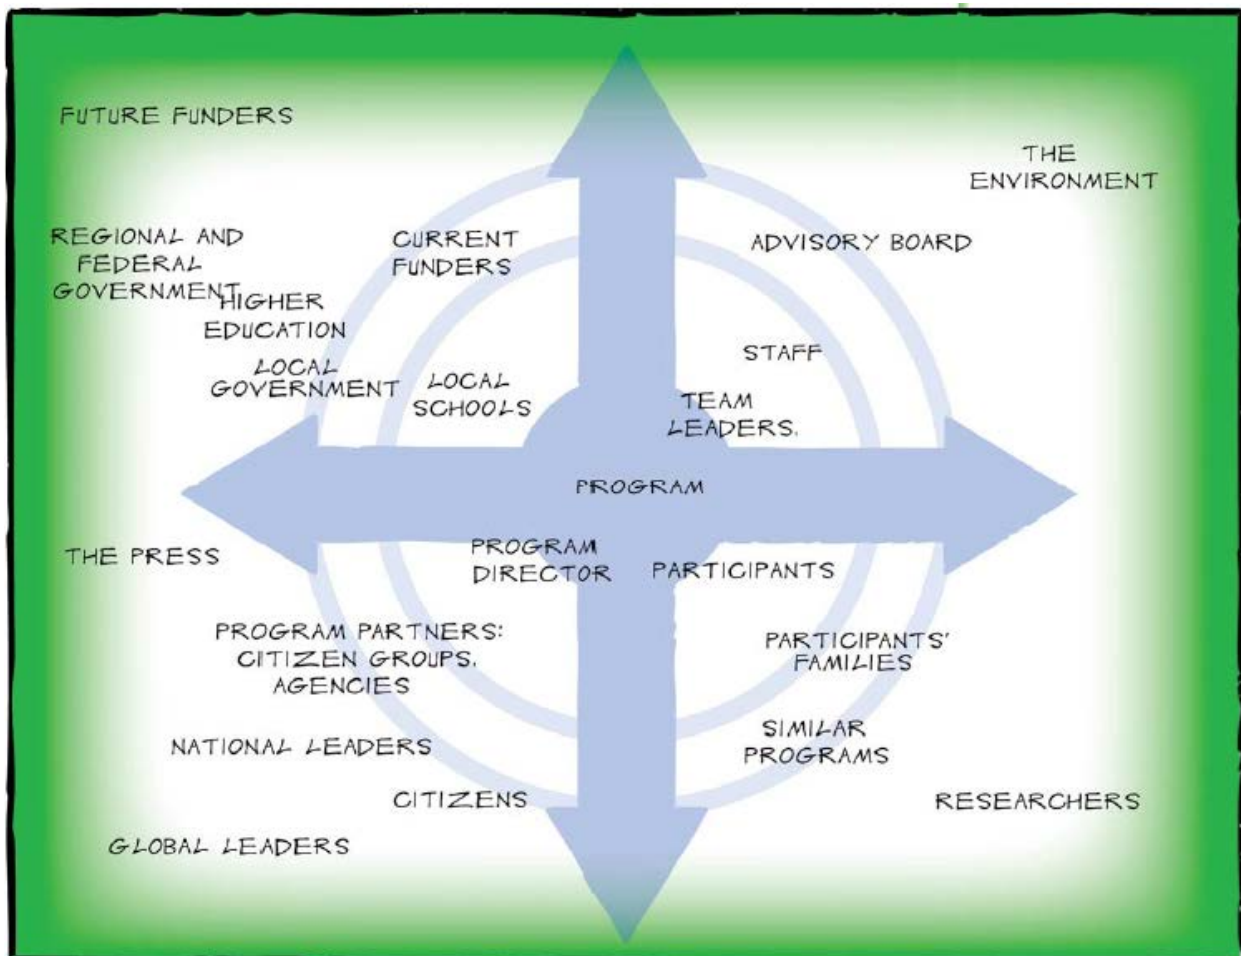 FUTURE FUNDERS
THE
ENVIRONMENT
REGIONAL AND
FEDERAL
GOVERNMENT
CURRENT
FUNDERS
ADVISORY BOARD
HIGHER
EDUCATION
STAFF
LOCAL
GOVERNMENT
LOCAL
SCHOOLS
TEAM
LEADERS.
PROGRAM
THE PRESS
PROGRAM
DIRECTOR
PARTICIPANTS
PROGRAM PARTNERS:
CITIZEN GROUPS,
AGENCIES
PARTICIPANTS'
FAMILIES
NATIONAL LEADERS
SIMILAR
PROGRAMS
CITIZENS
RESEARCHERS
GLOBAL LEADERS